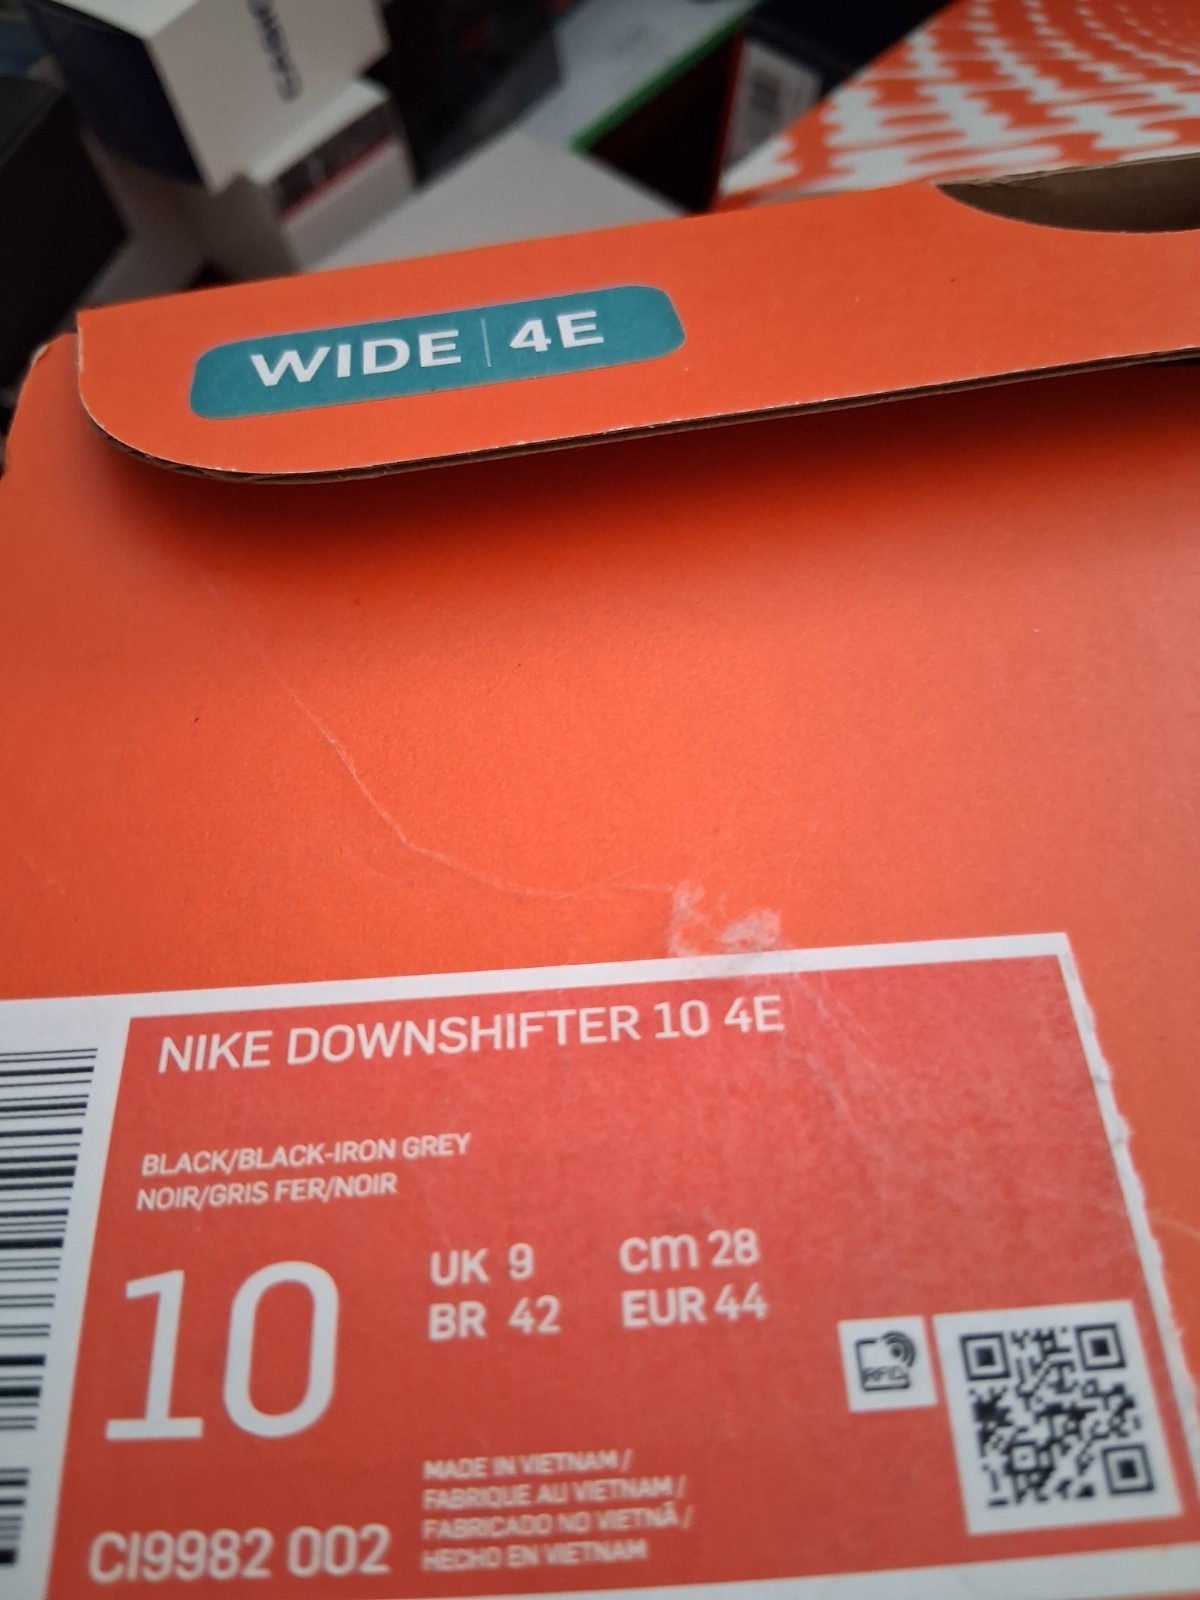 WIDE | 4E
NIKE DOWNSHIFTER 10 4E
BLACK/BLACK-IRON GREY
NOIR/GRIS FER/NOIR
10
UK 9
cm 28
BR 42
EUR 44
RFID
MADE IN VIETNAM /
FABRIQUE AU VIETNAM /
FABRICADO NO VIETNÃ /
HECHO EN VIETNAM
CI9982 002